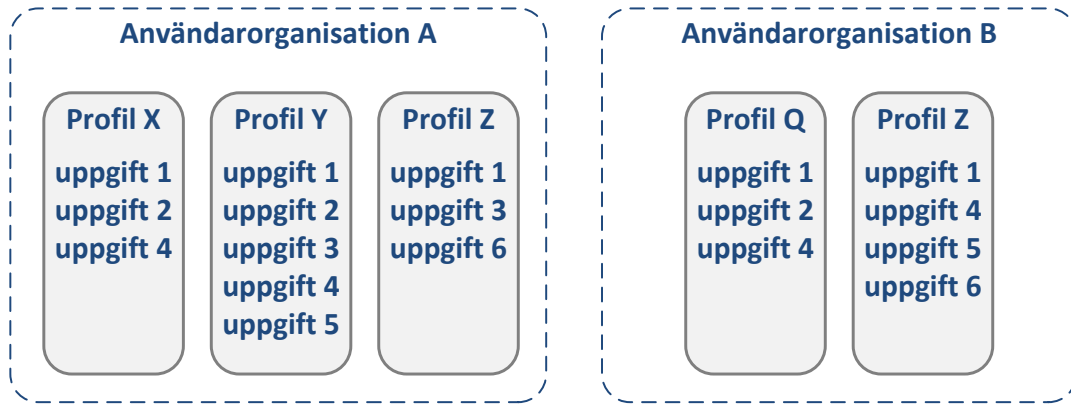 Användarorganisation A
Profil X
uppgift 1
uppgift 2
uppgift 4
Profil Y
uppgift 1
uppgift 2
uppgift 3
uppgift 4
uppgift 5
Profil Z
uppgift 1
uppgift 3
uppgift 6
Användarorganisation B
Profil Q
uppgift 1
uppgift 2
uppgift 4
Profil Z
uppgift 1
uppgift 4
uppgift 5
uppgift 6